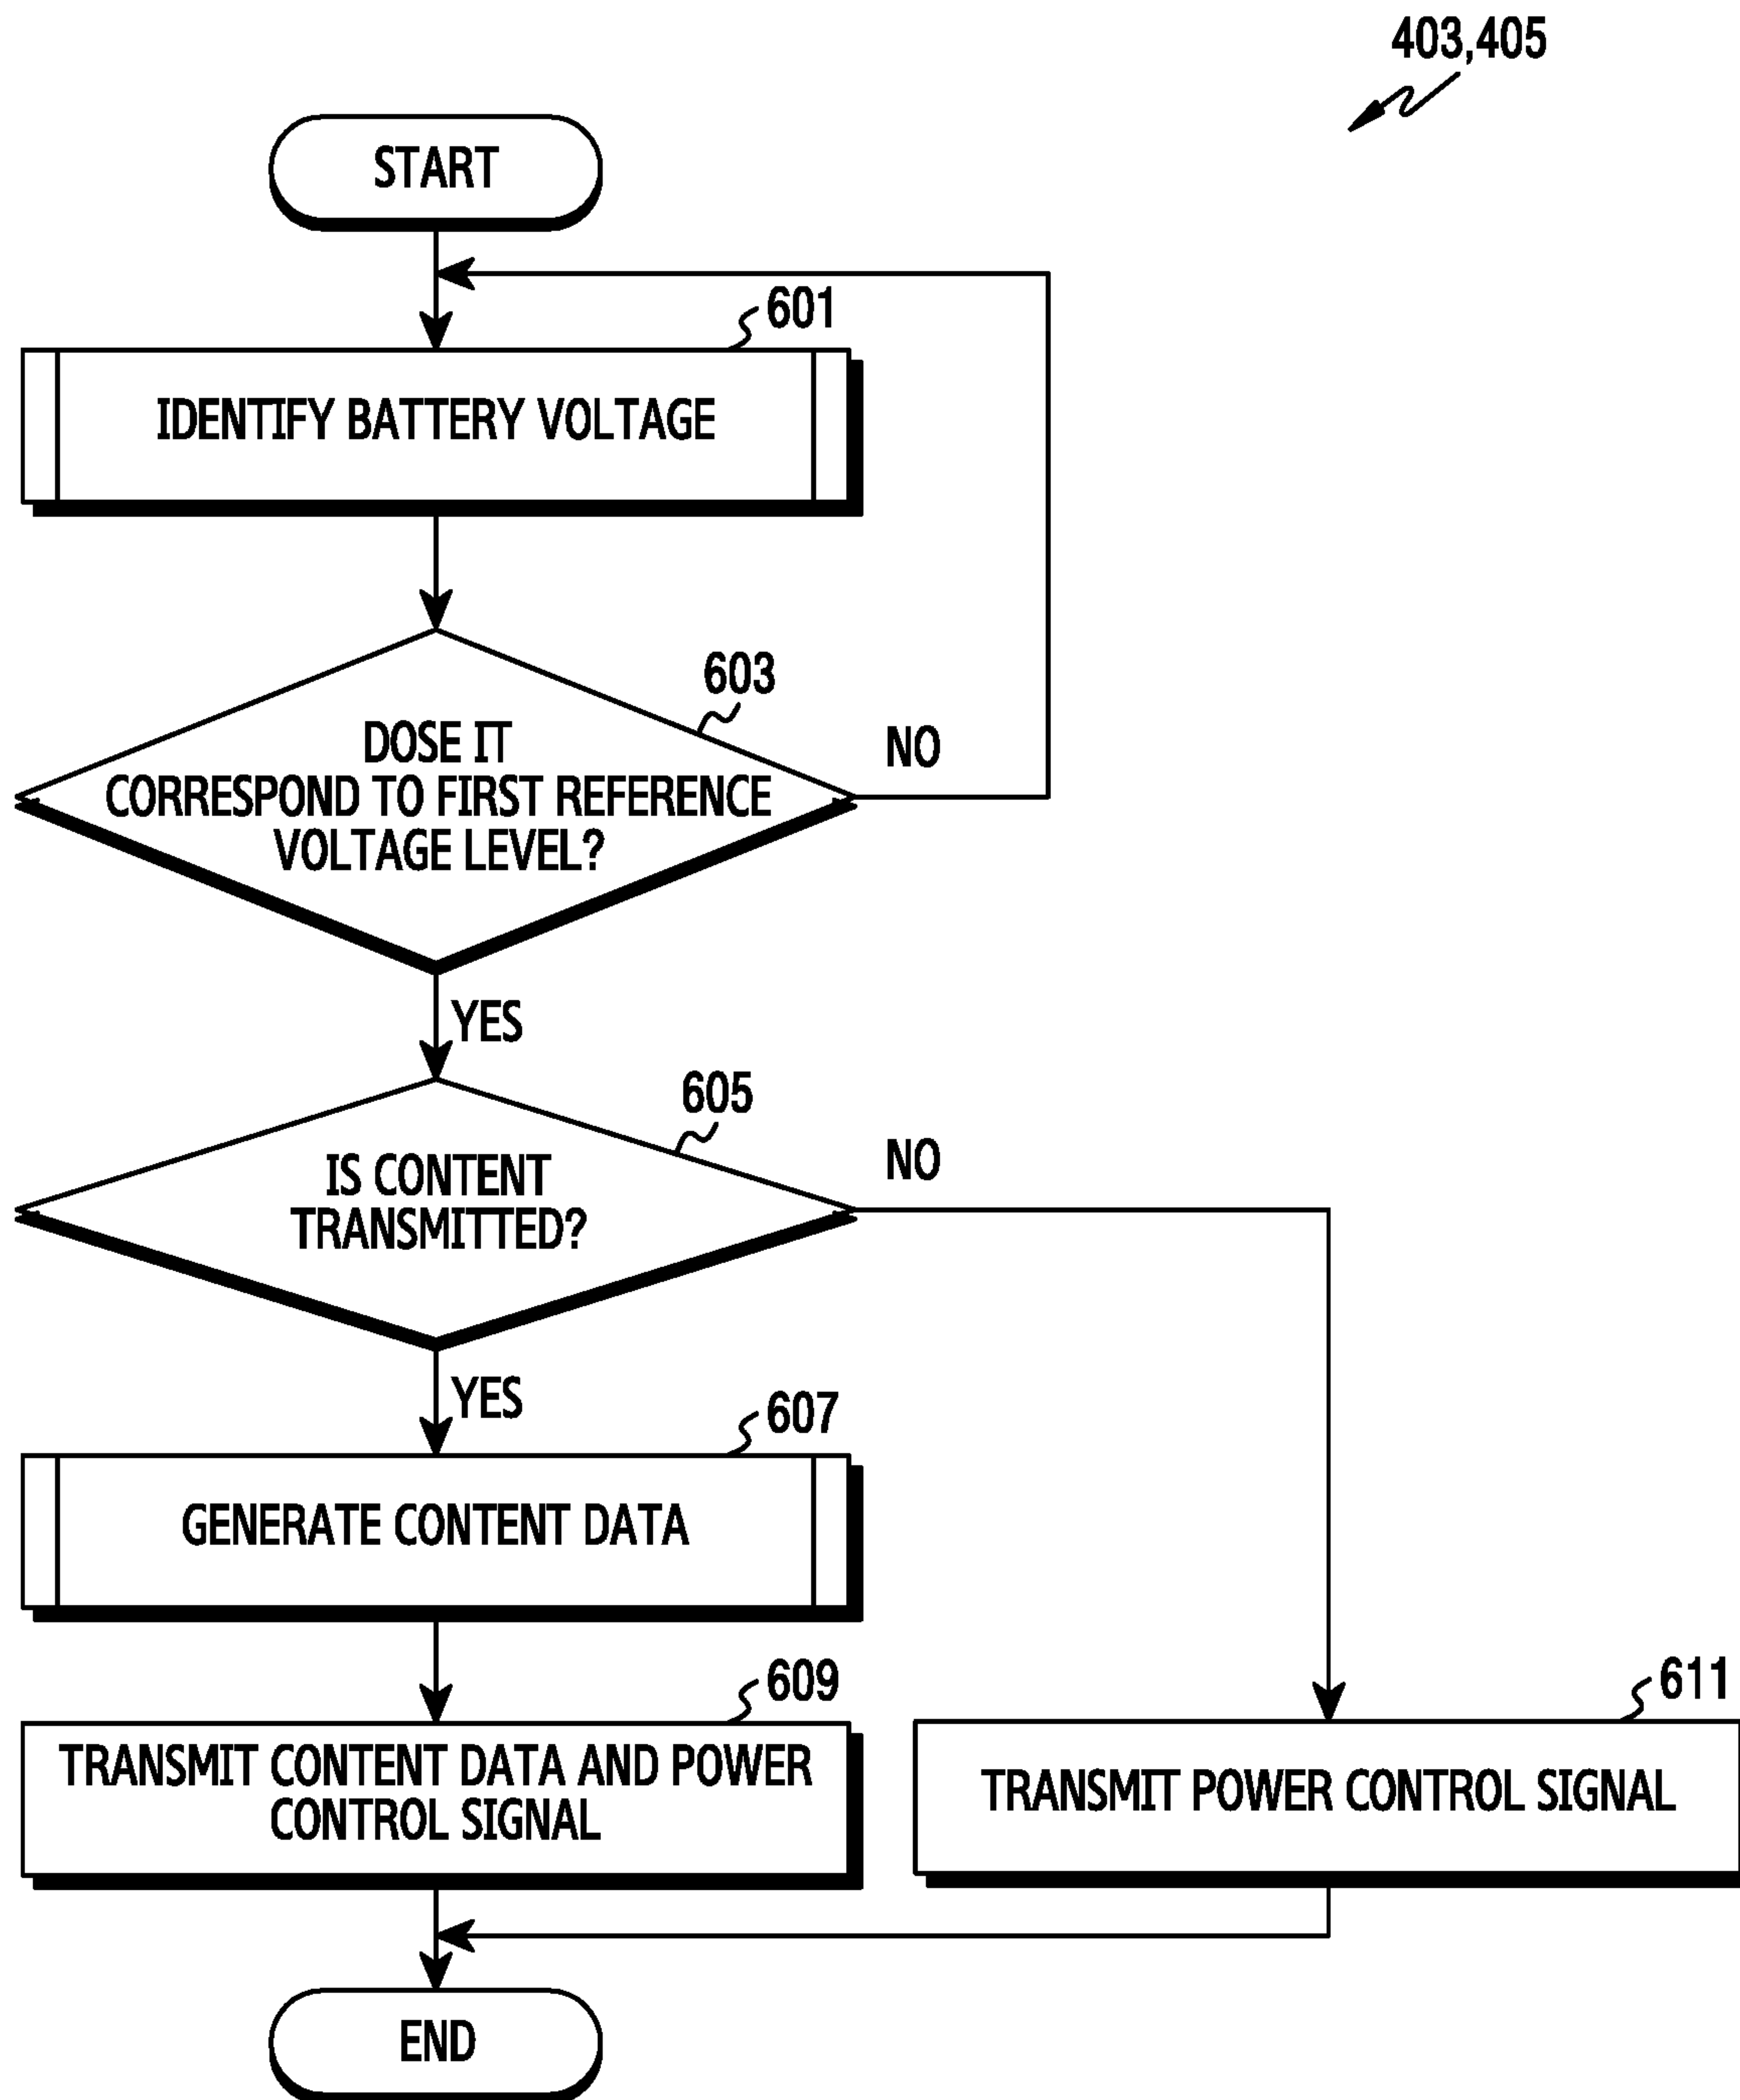 403,405
START
601
IDENTIFY BATTERY VOLTAGE
603
DOSE IT
CORRESPOND TO FIRST REFERENCE
VOLTAGE LEVEL?
NO
YES
605
IS CONTENT
TRANSMITTED?
NO
YES
607
GENERATE CONTENT DATA
609
TRANSMIT CONTENT DATA AND POWER
CONTROL SIGNAL
611
TRANSMIT POWER CONTROL SIGNAL
END